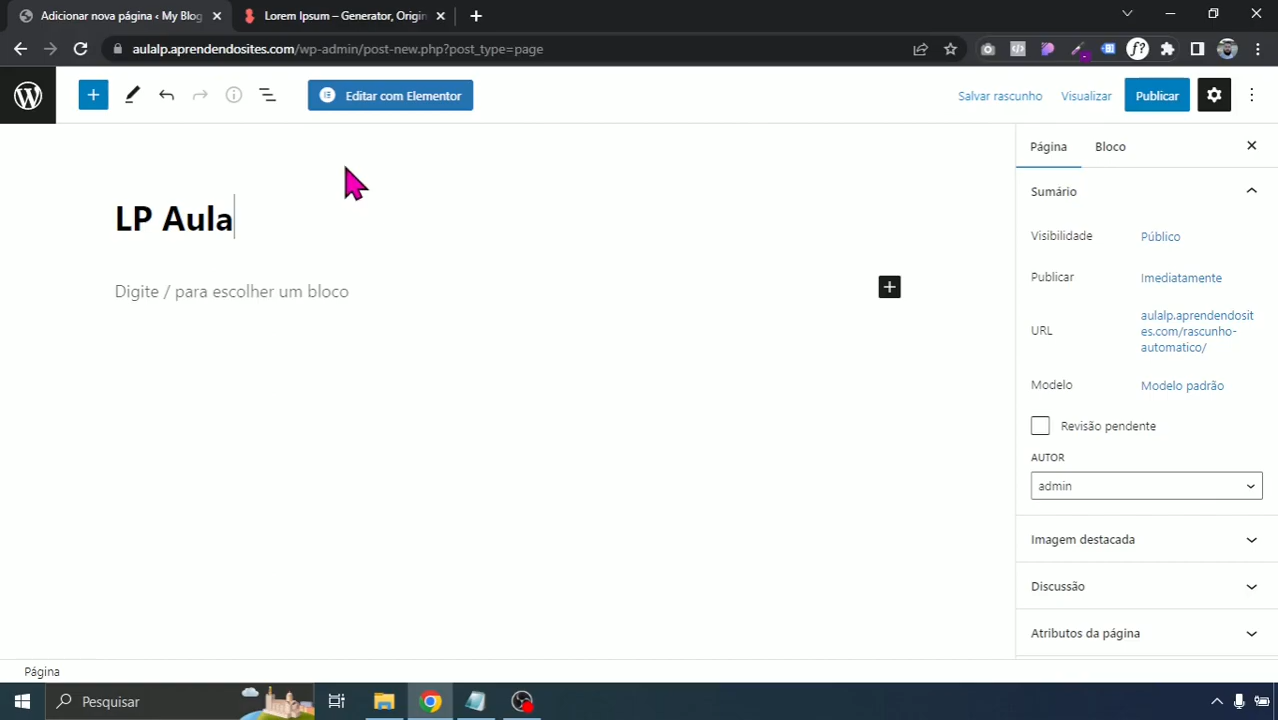 Adicionar nova página ‹ My Blog
Lorem Ipsum – Generator, Origin
aulalp.aprendendosites.com/wp-admin/post-new.php?post_type=page
Editar com Elementor
Salvar rascunho
Visualizar
Publicar
Página
Bloco
LP Aula
Digite / para escolher um bloco
Sumário
Visibilidade
Público
Publicar
Imediatamente
URL
aulalp.aprendendosit
es.com/rascunho-
automatico/
Modelo
Modelo padrão
Revisão pendente
AUTOR
admin
Imagem destacada
Discussão
Atributos da página
Página
Pesquisar